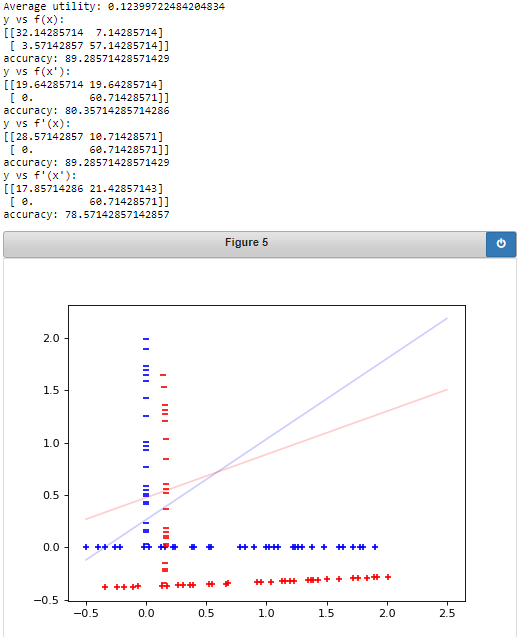 Average utility: 0.12399722484204834
y vs f(x):
[[32.14285714 7.14285714]
[ 3.57142857 57.14285714]]
accuracy: 89.28571428571429
y vs f(x'):
[[19.64285714 19.64285714]
[ 0. 60.71428571]]
accuracy: 80.35714285714286
y vs f'(x):
[[28.57142857 10.71428571]
[ 0. 60.71428571]]
accuracy: 89.28571428571429
y vs f'(x'):
[[17.85714286 21.42857143]
[ 0. 60.71428571]]
accuracy: 78.57142857142857
Figure 5
2.0
1.5
1.0
0.5
0.0
−0.5
−0.5 0.0 0.5 1.0 1.5 2.0 2.5